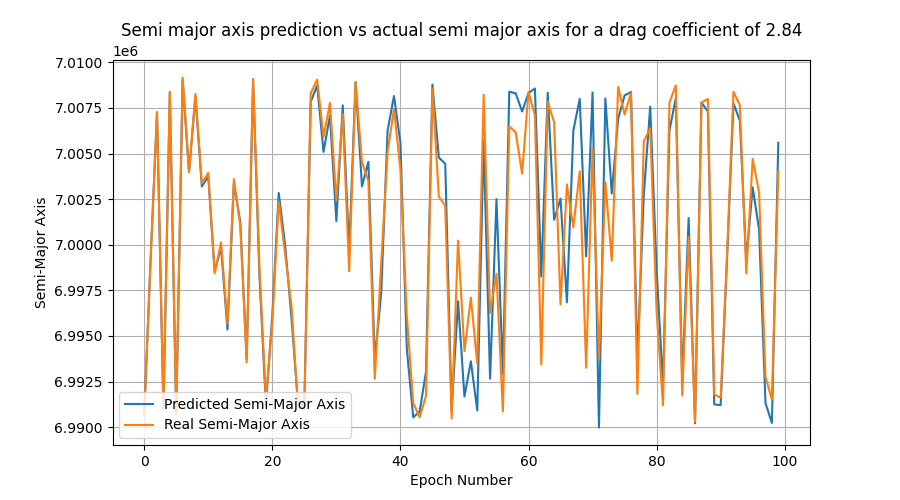 Semi major axis prediction vs actual semi major axis for a drag coefficient of 2.84
1e6
7.0100
7.0075
7.0050
7.0025
7.0000
6.9975
6.9950
6.9925
6.9900
Semi-Major Axis
Predicted Semi-Major Axis
Real Semi-Major Axis
0 20 40 60 80 100
Epoch Number